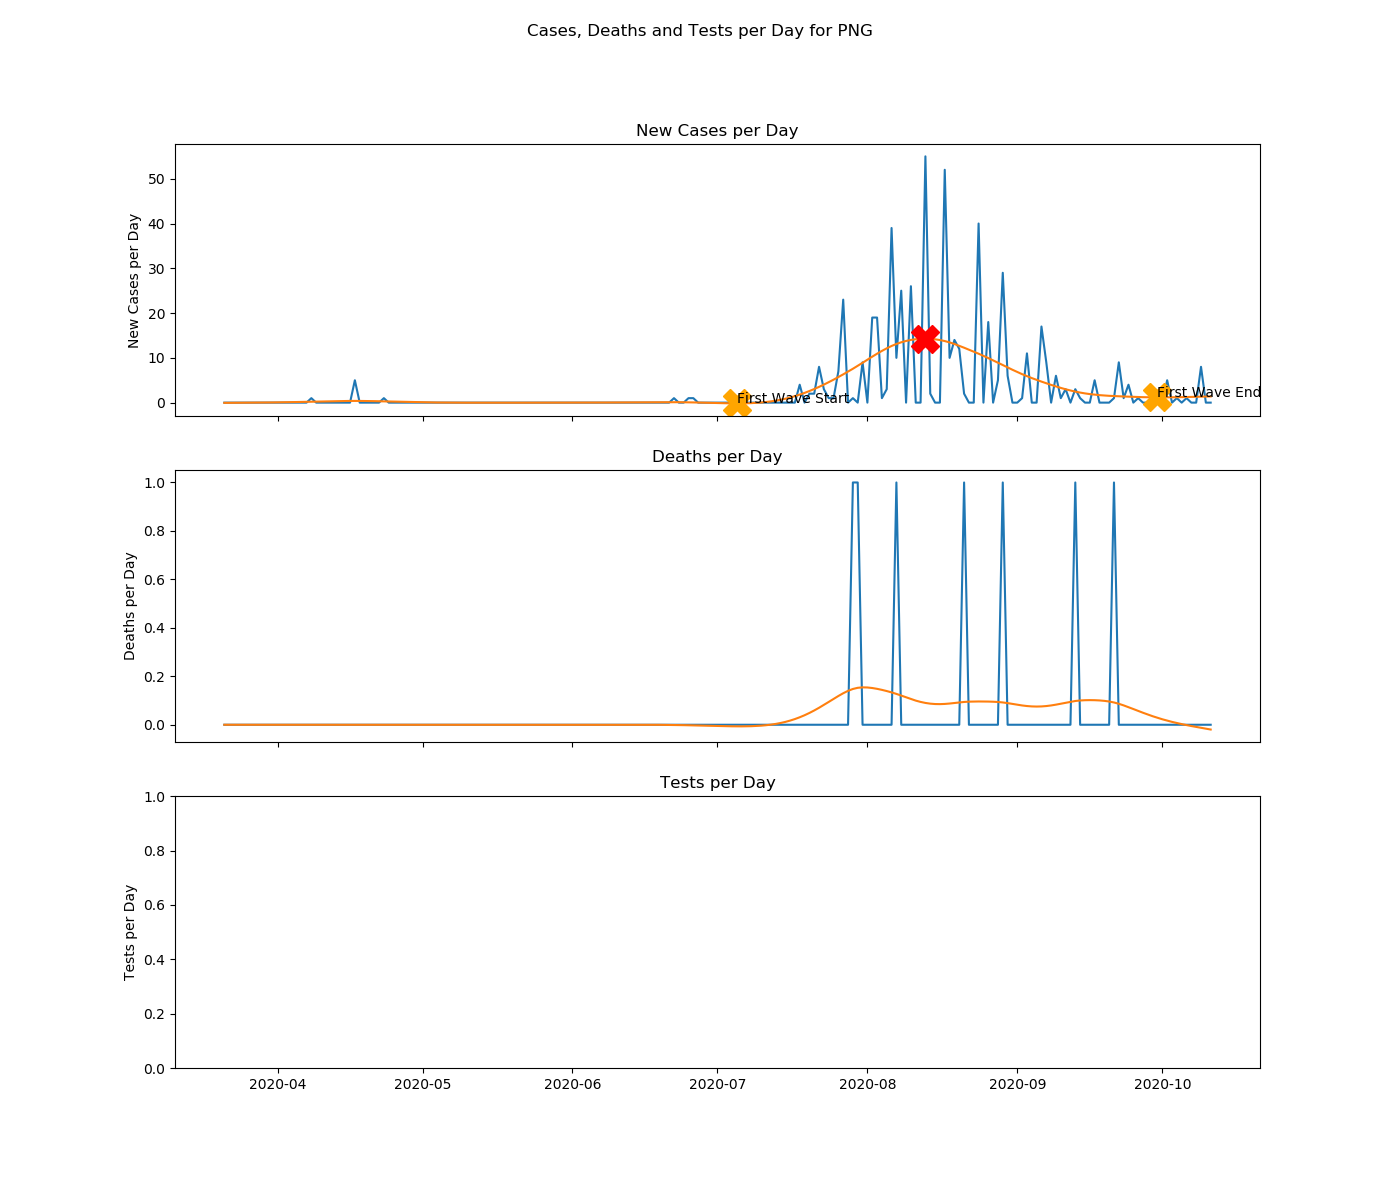 Cases, Deaths and Tests per Day for PNG
New Cases per Day
New Cases per Day
50
40
30
20
10
0
First Wave Start
First Wave End
Deaths per Day
Deaths per Day
1.0
0.8
0.6
0.4
0.2
0.0
Tests per Day
Tests per Day
1.0
0.8
0.6
0.4
0.2
0.0
2020-04 2020-05 2020-06 2020-07 2020-08 2020-09 2020-10